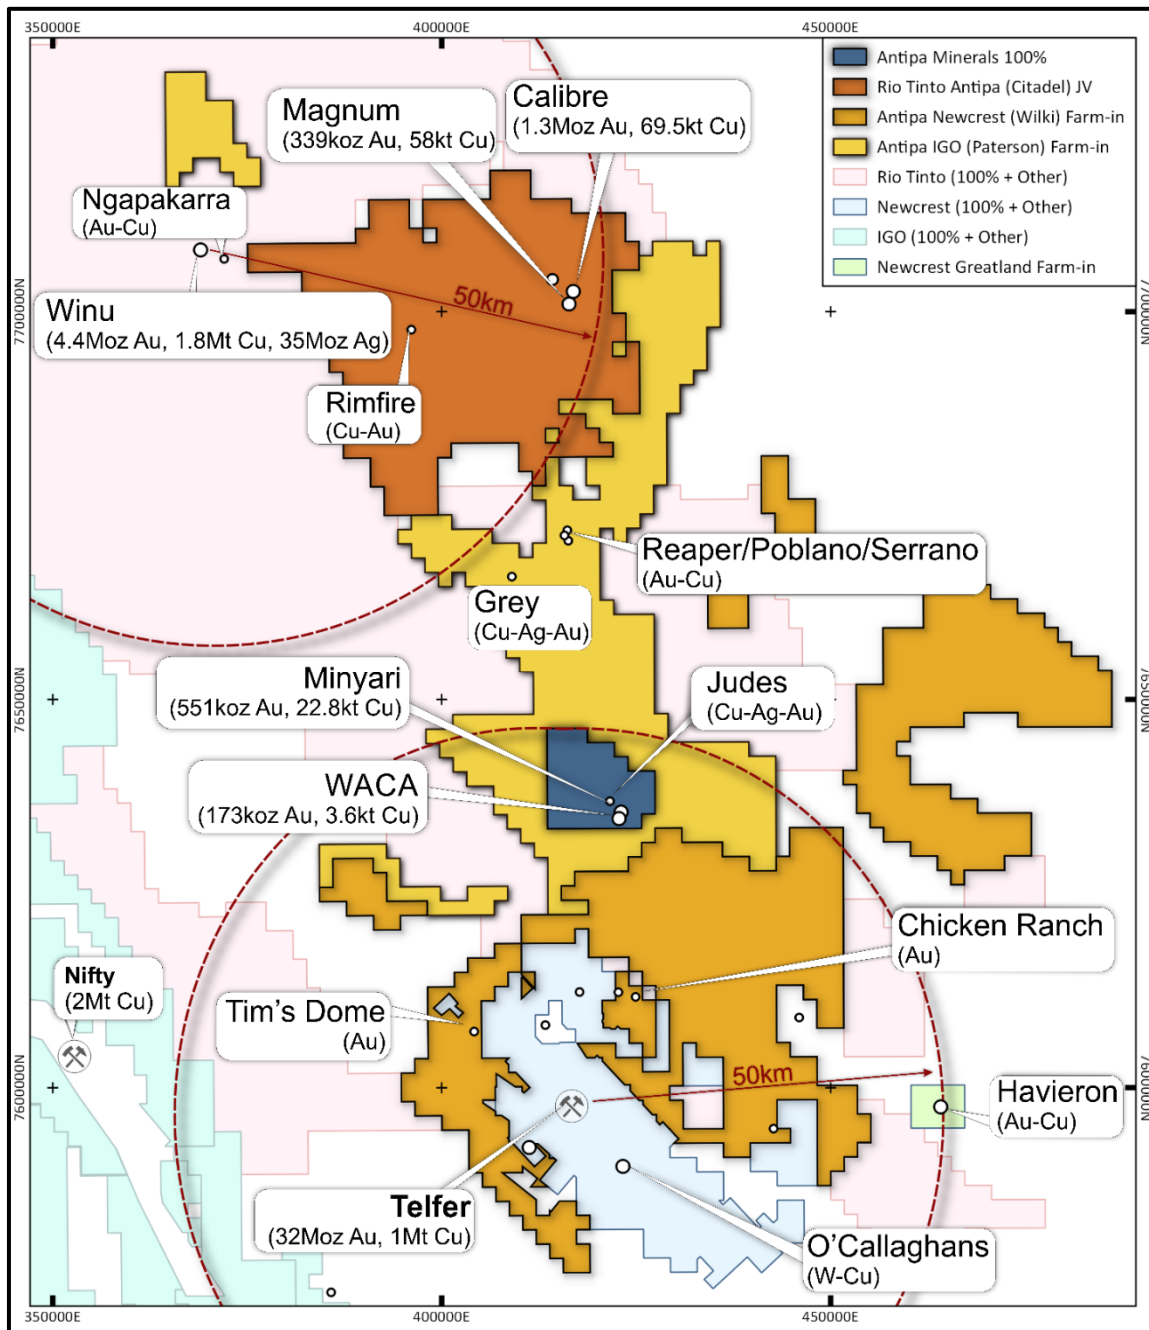 350000E
400000E
450000E
Antipa Minerals 100%
Rio Tinto Antipa (Citadel) JV
Antipa Newcrest (Wilki) Farm-in
Antipa IGO (Paterson) Farm-in
Rio Tinto (100% + Other)
Newcrest (100% + Other)
IGO (100% + Other)
Newcrest Greatland Farm-in
Magnum
(339koz Au, 58kt Cu)
Calibre
(1.3Moz Au, 69.5kt Cu)
Ngapakarra
(Au-Cu)
Winu
(4.4Moz Au, 1.8Mt Cu, 35Moz Ag)
50km
7700000N
7700000N
Rimfire
(Cu-Au)
Reaper/Poblano/Serrano
(Au-Cu)
Grey
(Cu-Ag-Au)
Minyari
(551koz Au, 22.8kt Cu)
Judes
(Cu-Ag-Au)
7650000N
7650000N
WACA
(173koz Au, 3.6kt Cu)
Chicken Ranch
(Au)
Nifty
(2Mt Cu)
Tim's Dome
(Au)
50km
7600000N
7600000N
Havieron
(Au-Cu)
Telfer
(32Moz Au, 1Mt Cu)
O'Callaghans
(W-Cu)
350000E
400000E
450000E